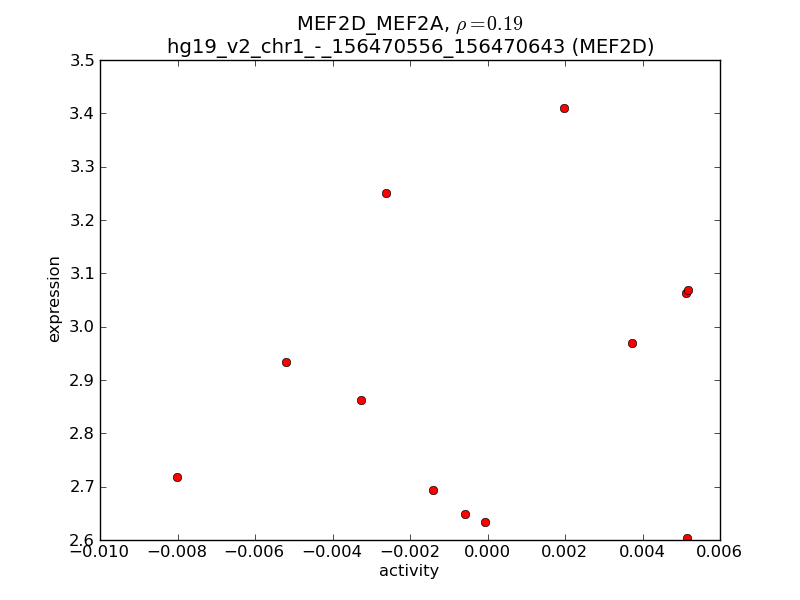 MEF2D_MEF2A, ρ = 0.19
hg19_v2_chr1_-_156470556_156470643 (MEF2D)
3.5
3.4
3.3
3.2
3.1
3.0
2.9
2.8
2.7
2.6
expression
−0.010 −0.008 −0.006 −0.004 −0.002 0.000 0.002 0.004 0.006
activity